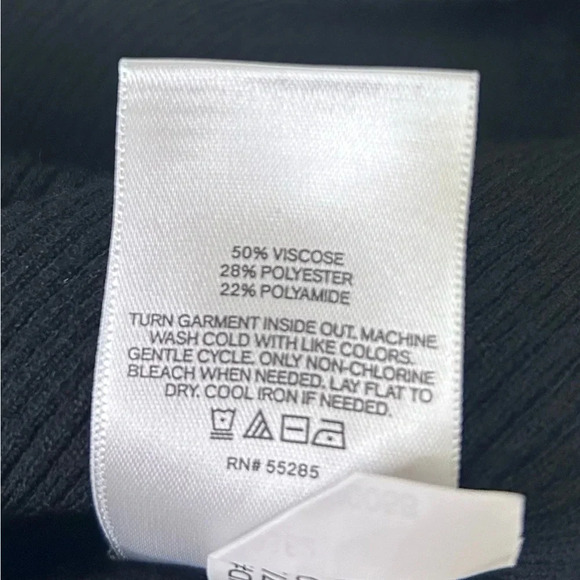 50% VISCOSE
28% POLYESTER
22% POLYAMIDE
TURN GARMENT INSIDE OUT. MACHINE
WASH COLD WITH LIKE COLORS.
GENTLE CYCLE. ONLY NON-CHLORINE
BLEACH WHEN NEEDED. LAY FLAT TO
DRY. COOL IRON IF NEEDED.
RN# 55285